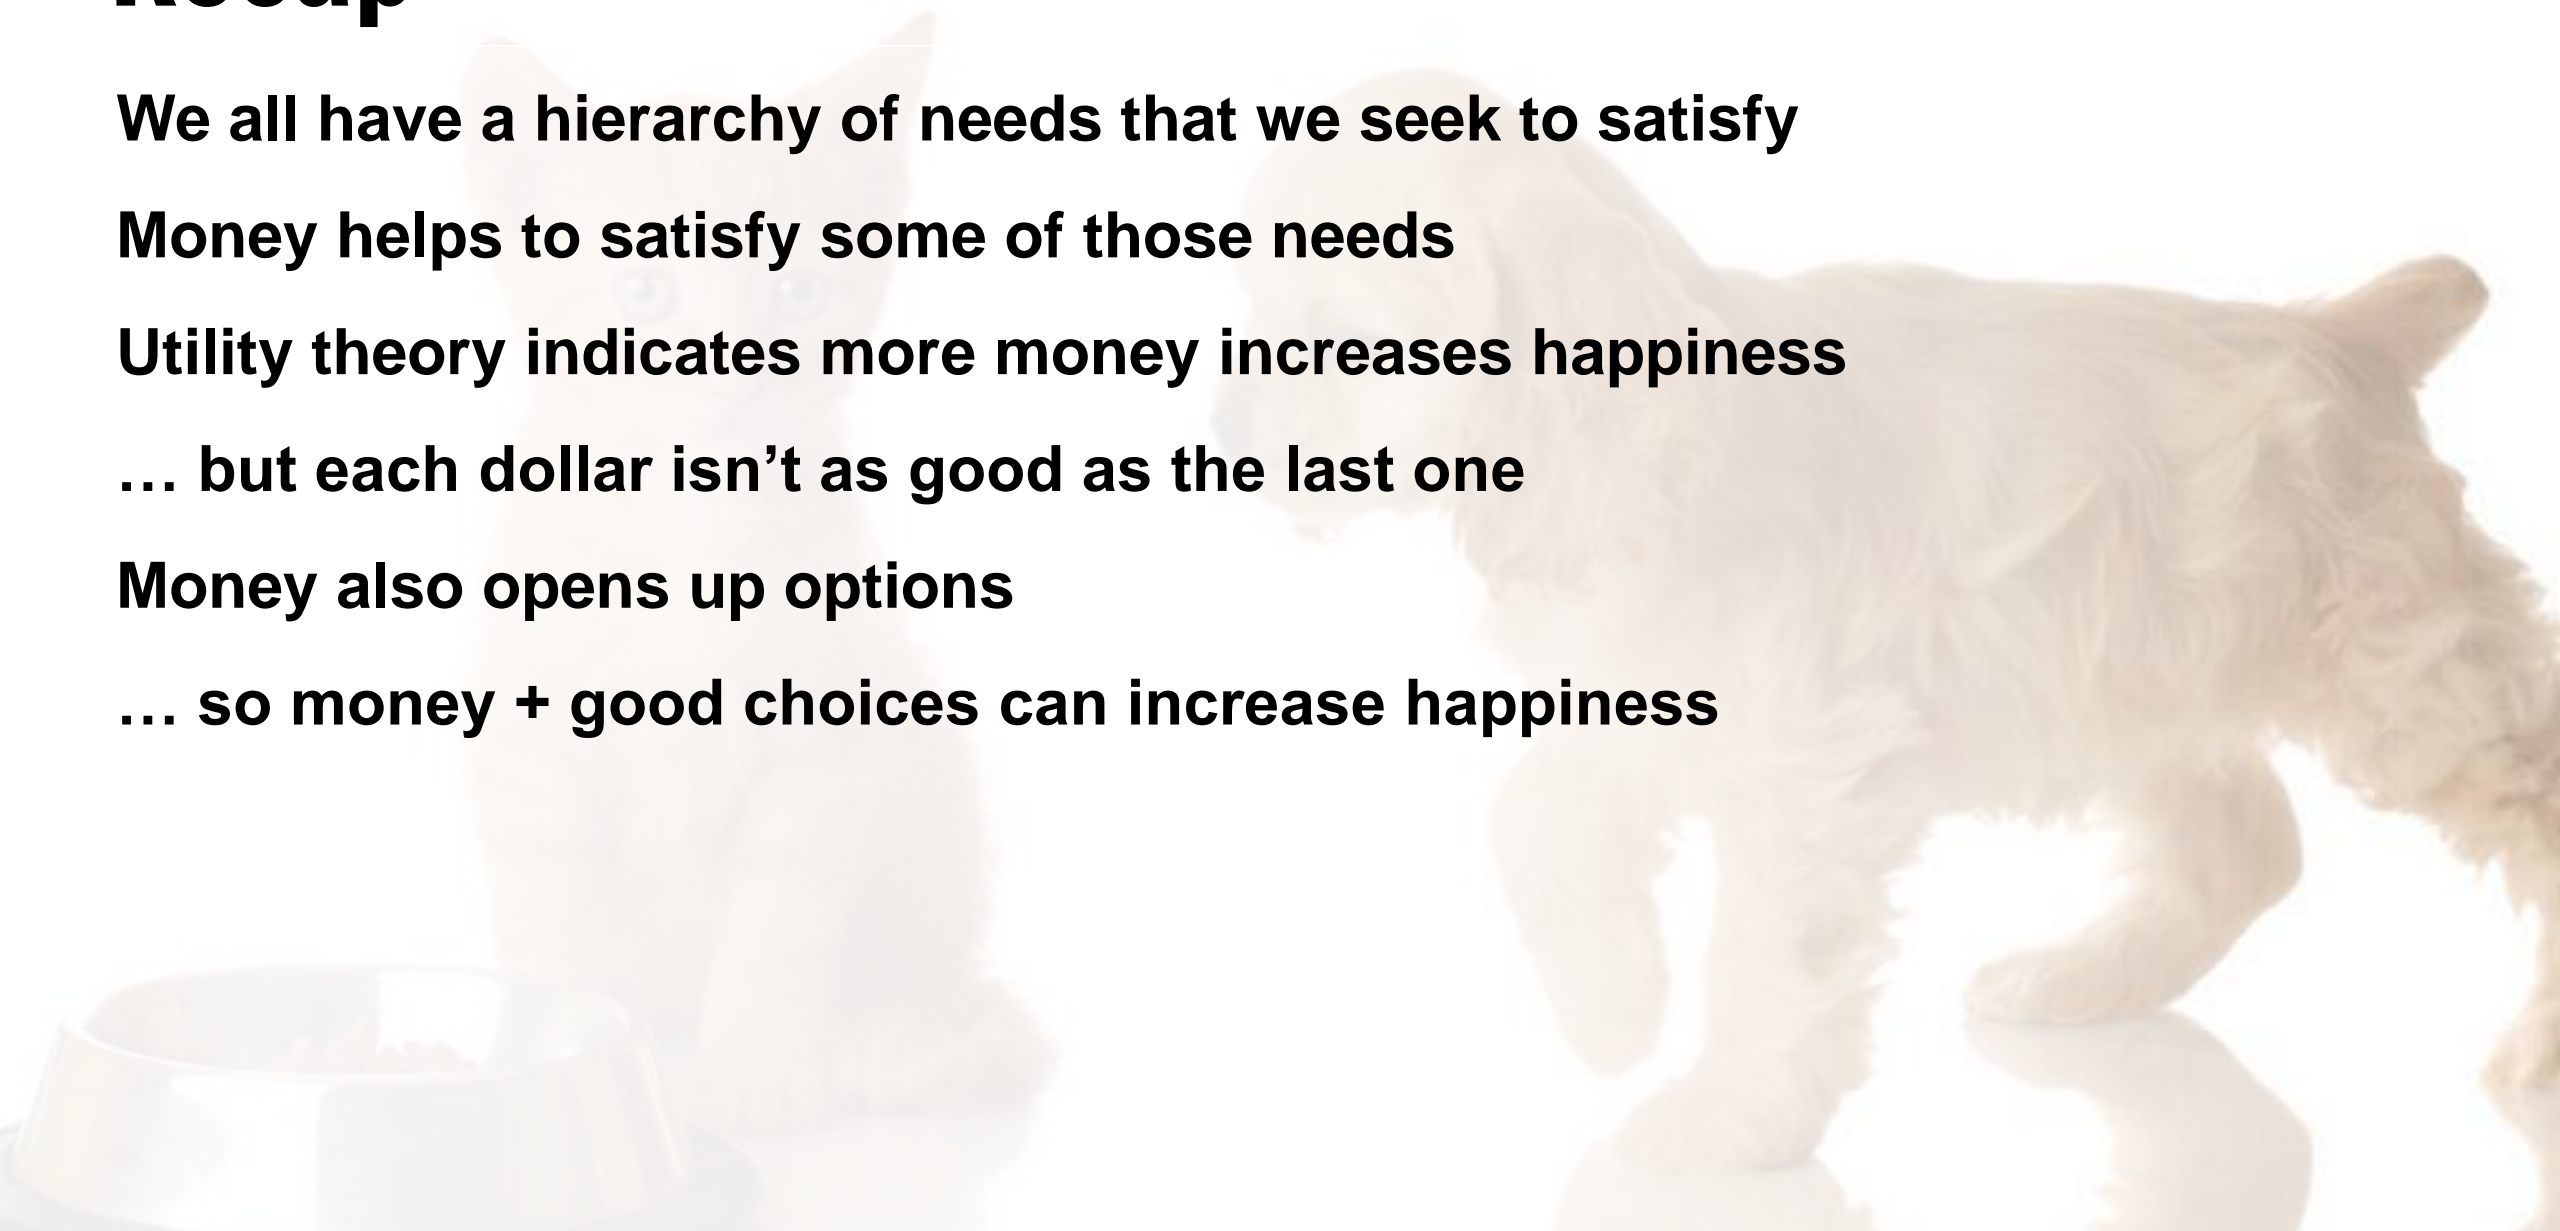 Recap
We all have a hierarchy of needs that we seek to satisfy
Money helps to satisfy some of those needs
Utility theory indicates more money increases happiness
… but each dollar isn’t as good as the last one
Money also opens up options
… so money + good choices can increase happiness